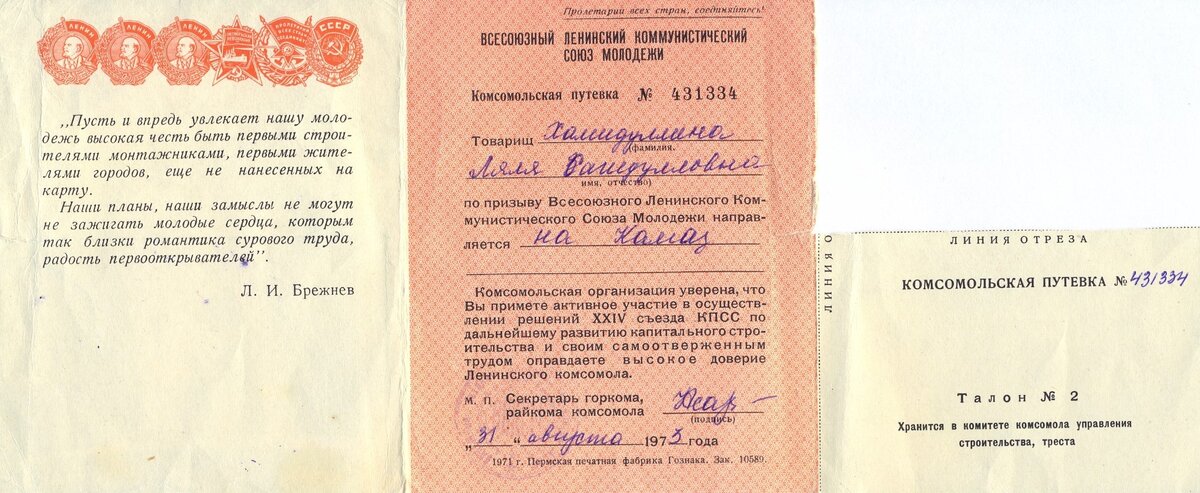 ЛЕНИН
ЛЕНИН
ЛЕНИН
СССР
„Пусть и впредь увлекает нашу моло-
дежь высокая честь быть первыми строи-
телями монтажниками, первыми жите-
лями городов, еще не нанесенных на
карту.
Наши планы, наши замыслы не могут
не зажигать молодые сердца, которым
так близки романтика сурового труда,
радость первооткрывателей”.
Л. И. Брежнев
Пролетарии всех стран, соединяйтесь!
ВСЕСОЮЗНЫЙ ЛЕНИНСКИЙ КОММУНИСТИЧЕСКИЙ
СОЮЗ МОЛОДЕЖИ
Комсомольская путевка № 431334
Товарищ Хамидуллина
(фамилия.
Ляля
имя, отчество)
по призыву Всесоюзного Ленинского Ком-
мунистического Союза Молодежи направ-
ляется на Камаз
Комсомольская организация уверена, что
Вы примете активное участие в осуществ-
лении решений XXIV съезда КПСС по
дальнейшему развитию капитального стро-
ительства и своим самоотверженным
трудом оправдаете высокое доверие
Ленинского комсомола.
М. П. Секретарь горкома,
райкома комсомола
(подпись)
„31“ августа 1973 года
1971 г. Пермская печатная фабрика Гознака. Зак. 10589.
ЛИНИЯ О
ЛИНИЯ ОТРЕЗА
КОМСОМОЛЬСКАЯ ПУТЕВКА № 431334
Талон № 2
Хранится в комитете комсомола управления
строительства, треста